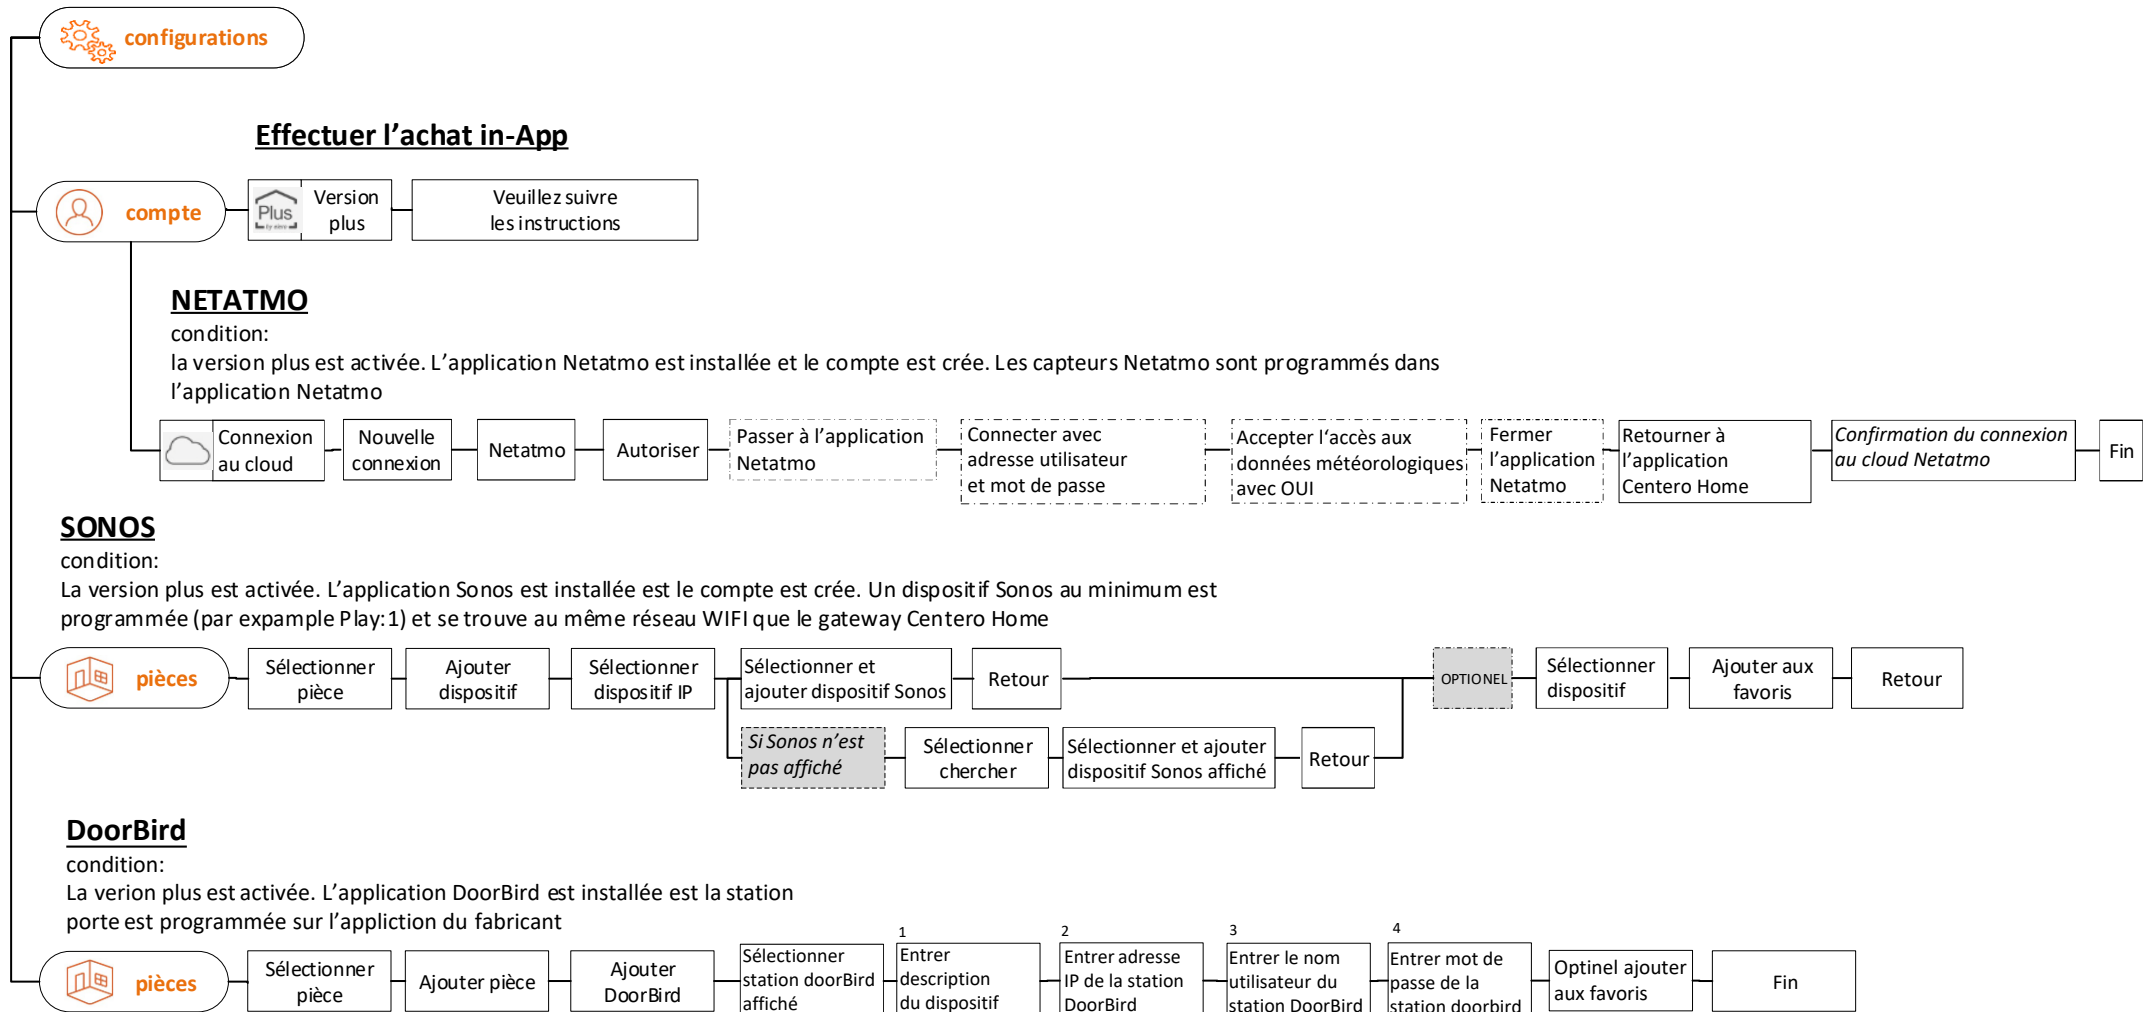 configurations
Effectuer l’achat in-App
compte
Plus
by elero
Version
plus
Veuillez suivre
les instructions
NETATMO
condition:
la version plus est activée. L’application Netatmo est installée et le compte est crée. Les capteurs Netatmo sont programmés dans
l’application Netatmo
Connexion
au cloud
Nouvelle
connexion
Netatmo
Autoriser
Passer à l’application
Netatmo
Connecter avec
adresse utilisateur
et mot de passe
Accepter l‘accès aux
données météorologiques
avec OUI
Fermer
l’application
Netatmo
Retourner à
l’application
Centero Home
Confirmation du connexion
au cloud Netatmo
Fin
SONOS
condition:
La version plus est activée. L’application Sonos est installée est le compte est crée. Un dispositif Sonos au minimum est
programmée (par expample Play:1) et se trouve au même réseau WIFI que le gateway Centero Home
pièces
Sélectionner
pièce
Ajouter
dispositif
Sélectionner
dispositif IP
Sélectionner et
ajouter dispositif Sonos
Retour
OPTIONEL
Sélectionner
dispositif
Ajouter aux
favoris
Retour
Si Sonos n’est
pas affiché
Sélectionner
chercher
Sélectionner et ajouter
dispositif Sonos affiché
Retour
DoorBird
condition:
La verion plus est activée. L’application DoorBird est installée est la station
porte est programmée sur l’appliction du fabricant
pièces
Sélectionner
pièce
Ajouter pièce
Ajouter
DoorBird
Sélectionner
station doorBird
affiché
1
Entrer
description
du dispositif
2
Entrer adresse
IP de la station
DoorBird
3
Entrer le nom
utilisateur du
station DoorBird
4
Entrer mot de
passe de la
station doorbird
Optinel ajouter
aux favoris
Fin